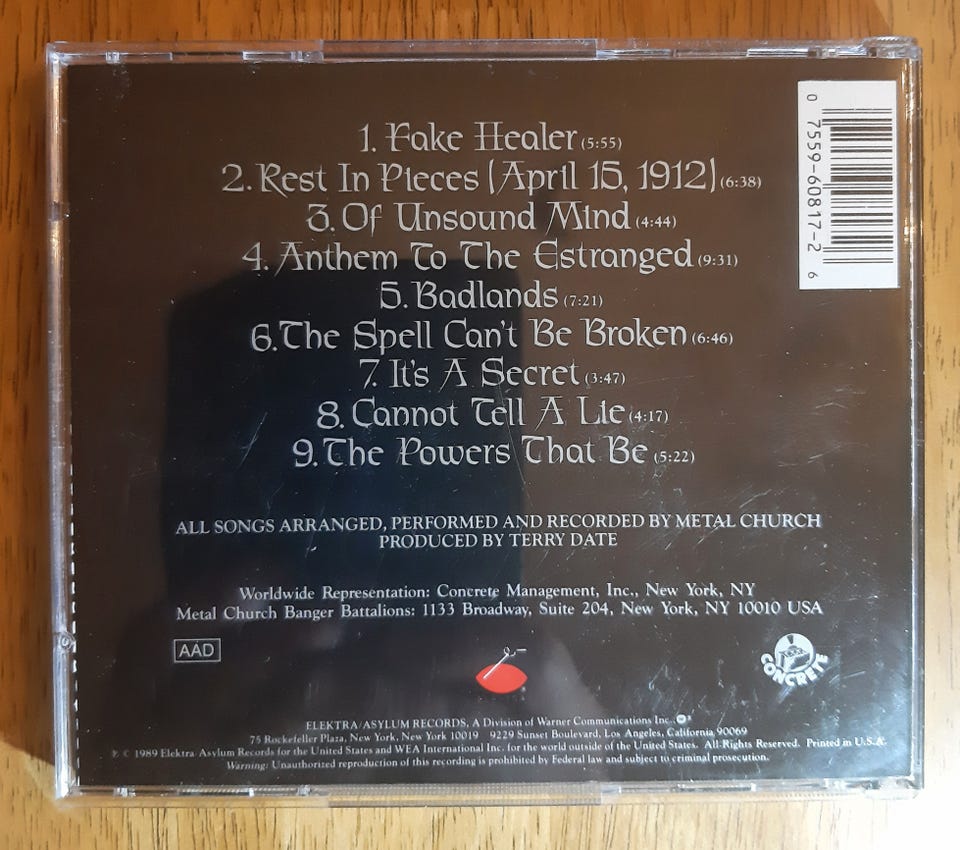 1. Fake Healer (5:55)
2. Rest In Pieces (April 15, 1912) (6:38)
3. Of Unsound Mind (4:44)
4. Anthem To The Estranged (9:31)
5. Badlands (7:21)
6. The Spell Can't Be Broken (6:46)
7. It's A Secret (3:47)
8. Cannot Tell A Lie (4:17)
9. The Powers That Be (5:22)
0 7559-60817-2 6
ALL SONGS ARRANGED, PERFORMED AND RECORDED BY METAL CHURCH
PRODUCED BY TERRY DATE
Worldwide Representation: Concrete Management, Inc., New York, NY
Metal Church Banger Battalions: 1133 Broadway, Suite 204, New York, NY 10010 USA
AAD
CONCRETE
ELEKTRA/ASYLUM RECORDS, A Division of Warner Communications Inc.
75 Rockefeller Plaza, New York, New York 10019 9229 Sunset Boulevard, Los Angeles, California 90069
℗ © 1989 Elektra/Asylum Records for the United States and WEA International Inc. for the world outside of the United States. All Rights Reserved. Printed in U.S.A.
Warning: Unauthorized reproduction of this recording is prohibited by Federal law and subject to criminal prosecution.